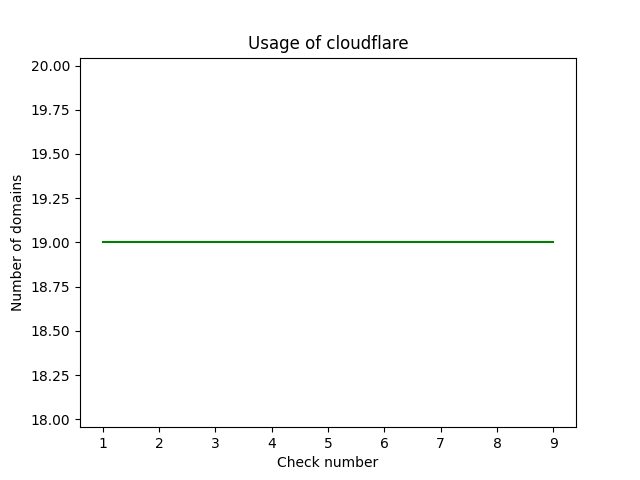 Usage of cloudflare
Number of domains
20.00
19.75
19.50
19.25
19.00
18.75
18.50
18.25
18.00
1 2 3 4 5 6 7 8 9
Check number